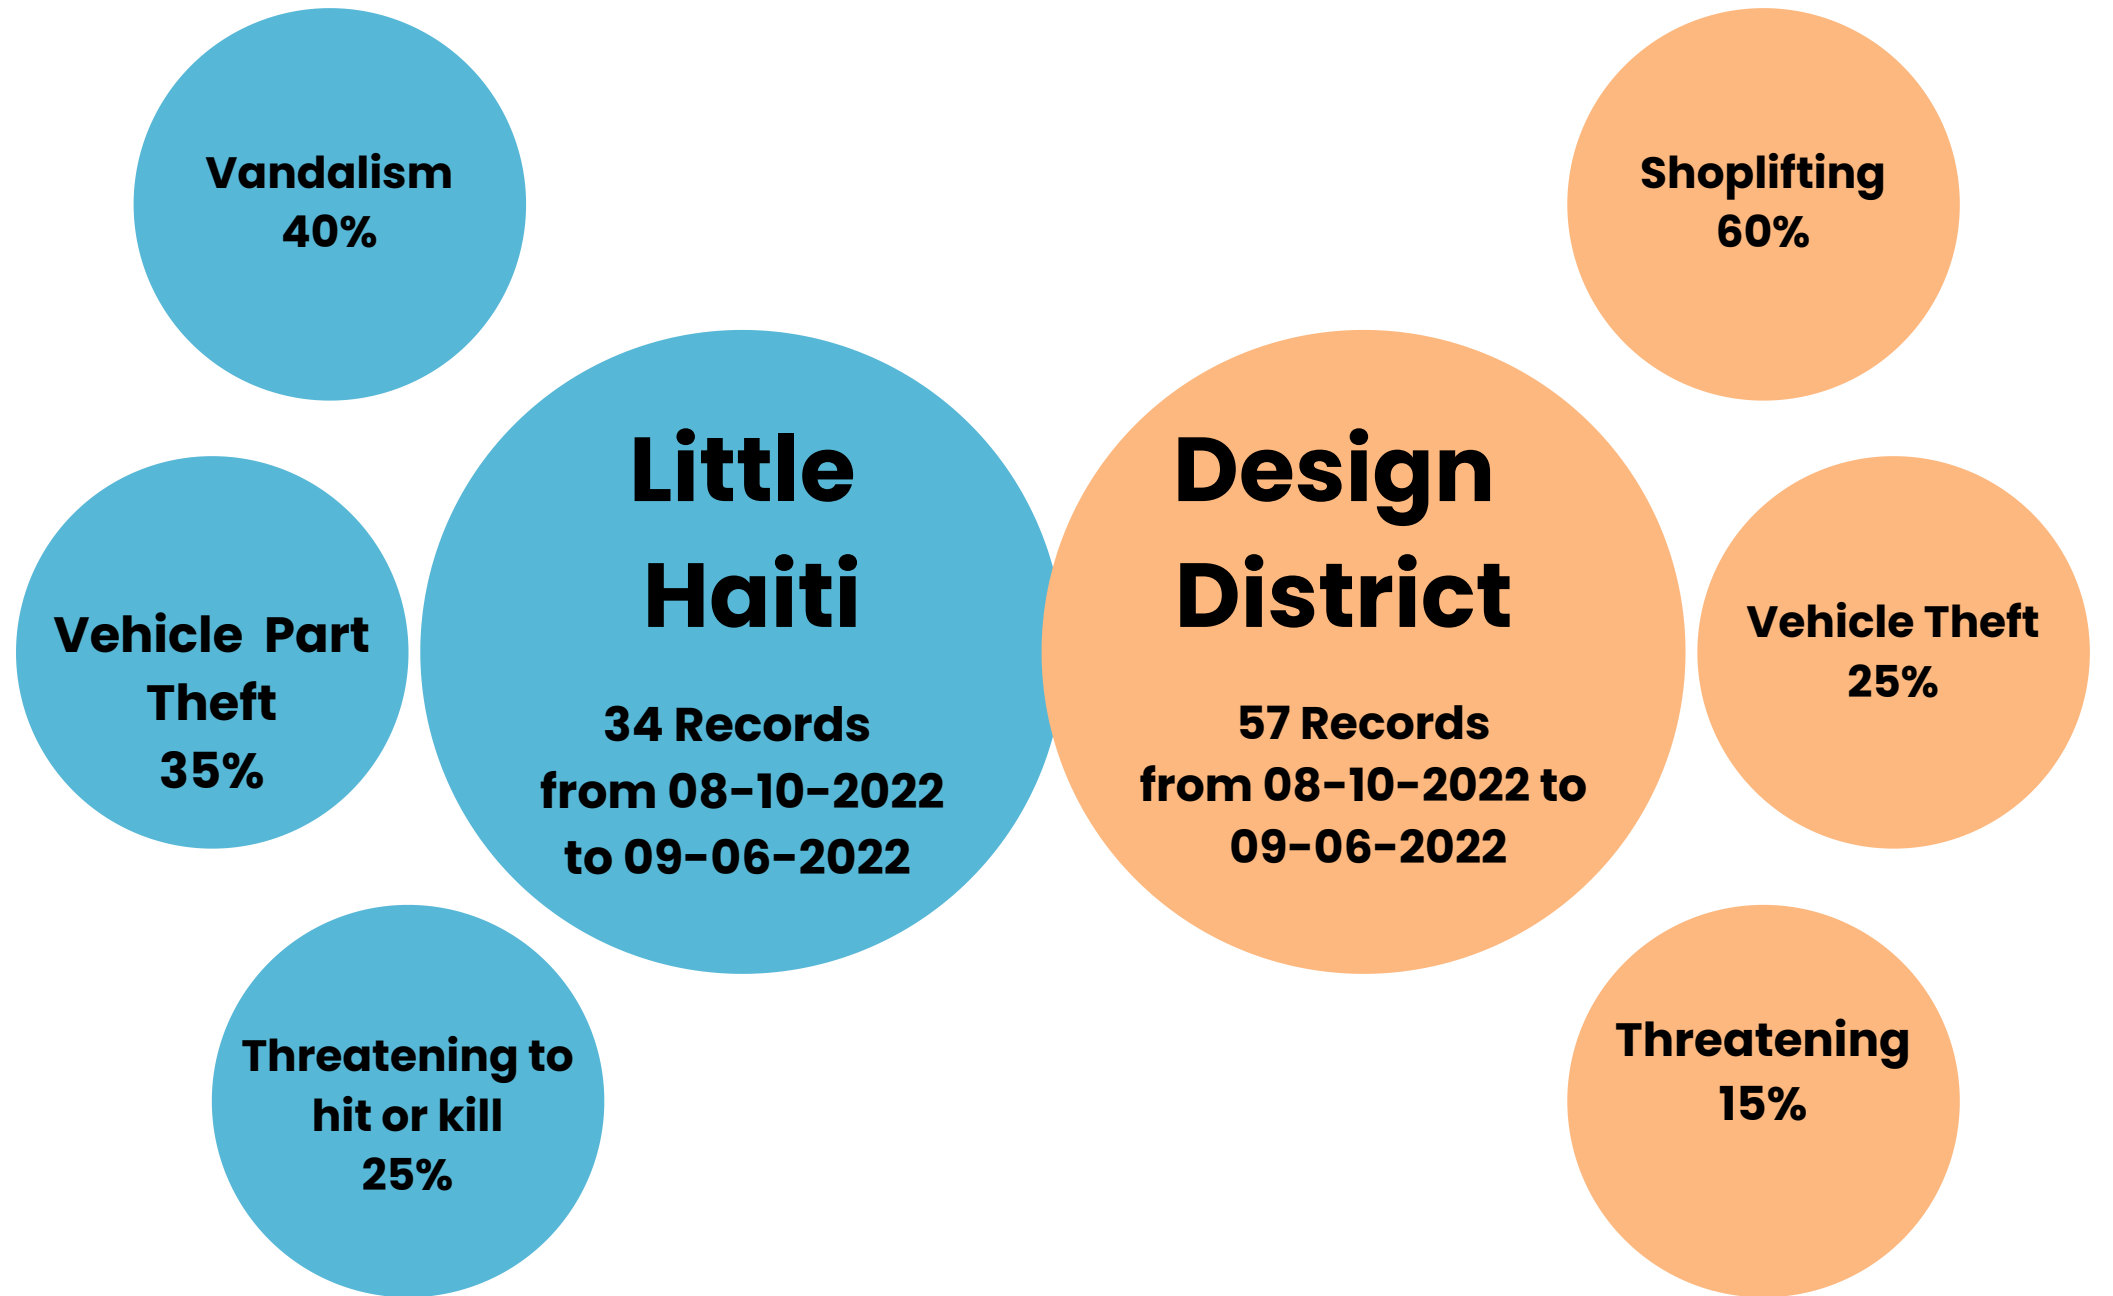 Vandalism
40%
Vehicle Part
Theft
35%
Threatening to
hit or kill
25%
Little
Haiti
34 Records
from 08-10-2022
to 09-06-2022
Design
District
57 Records
from 08-10-2022 to
09-06-2022
Shoplifting
60%
Vehicle Theft
25%
Threatening
15%